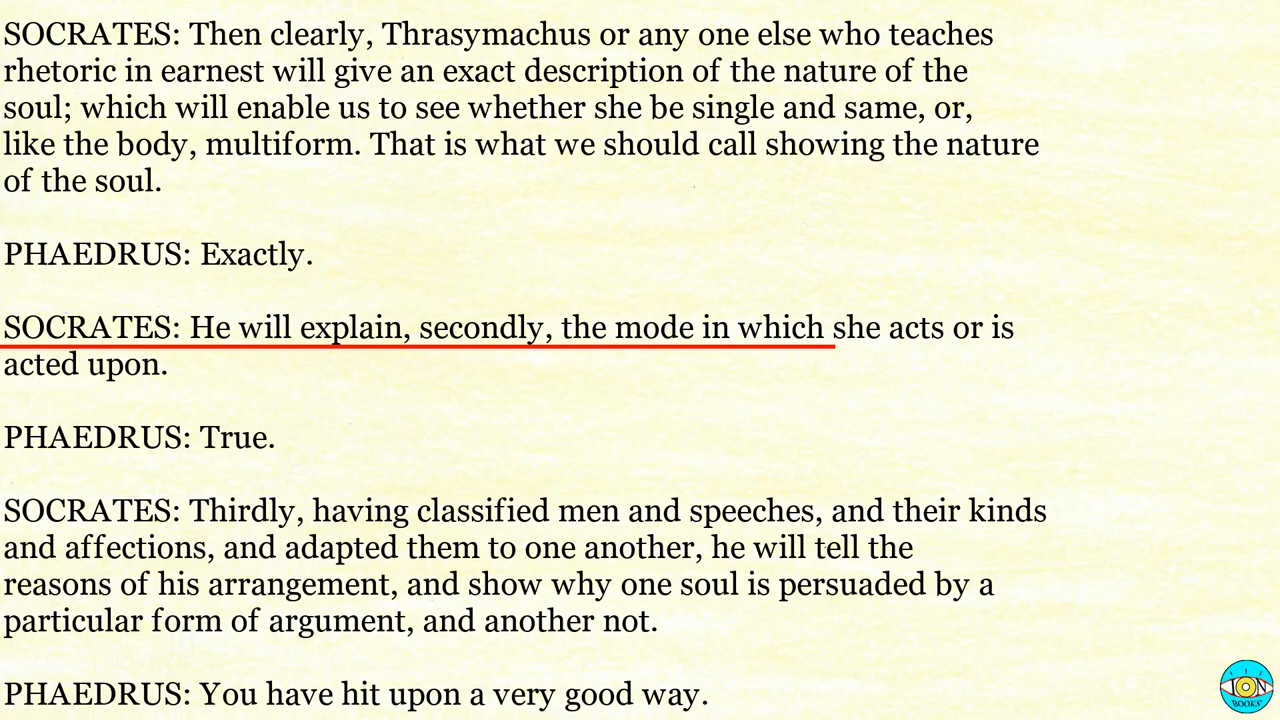 SOCRATES: Then clearly, Thrasymachus or any one else who teaches
rhetoric in earnest will give an exact description of the nature of the
soul; which will enable us to see whether she be single and same, or,
like the body, multiform. That is what we should call showing the nature
of the soul.
PHAEDRUS: Exactly.
SOCRATES: He will explain, secondly, the mode in which she acts or is
acted upon.
PHAEDRUS: True.
SOCRATES: Thirdly, having classified men and speeches, and their kinds
and affections, and adapted them to one another, he will tell the
reasons of his arrangement, and show why one soul is persuaded by a
particular form of argument, and another not.
PHAEDRUS: You have hit upon a very good way.
ION
BOOKS